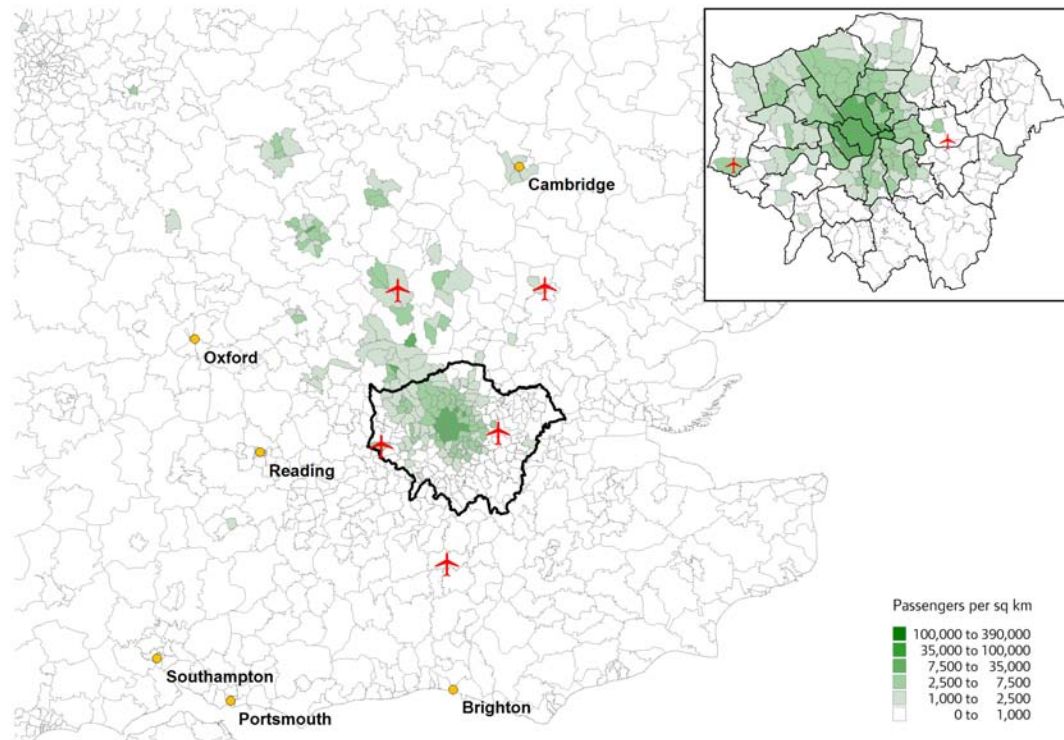 Cambridge
Oxford
Reading
Southampton
Portsmouth
Brighton
Passengers per sq km
100,000 to 390,000
35,000 to 100,000
7,500 to 35,000
2,500 to 7,500
1,000 to 2,500
0 to 1,000